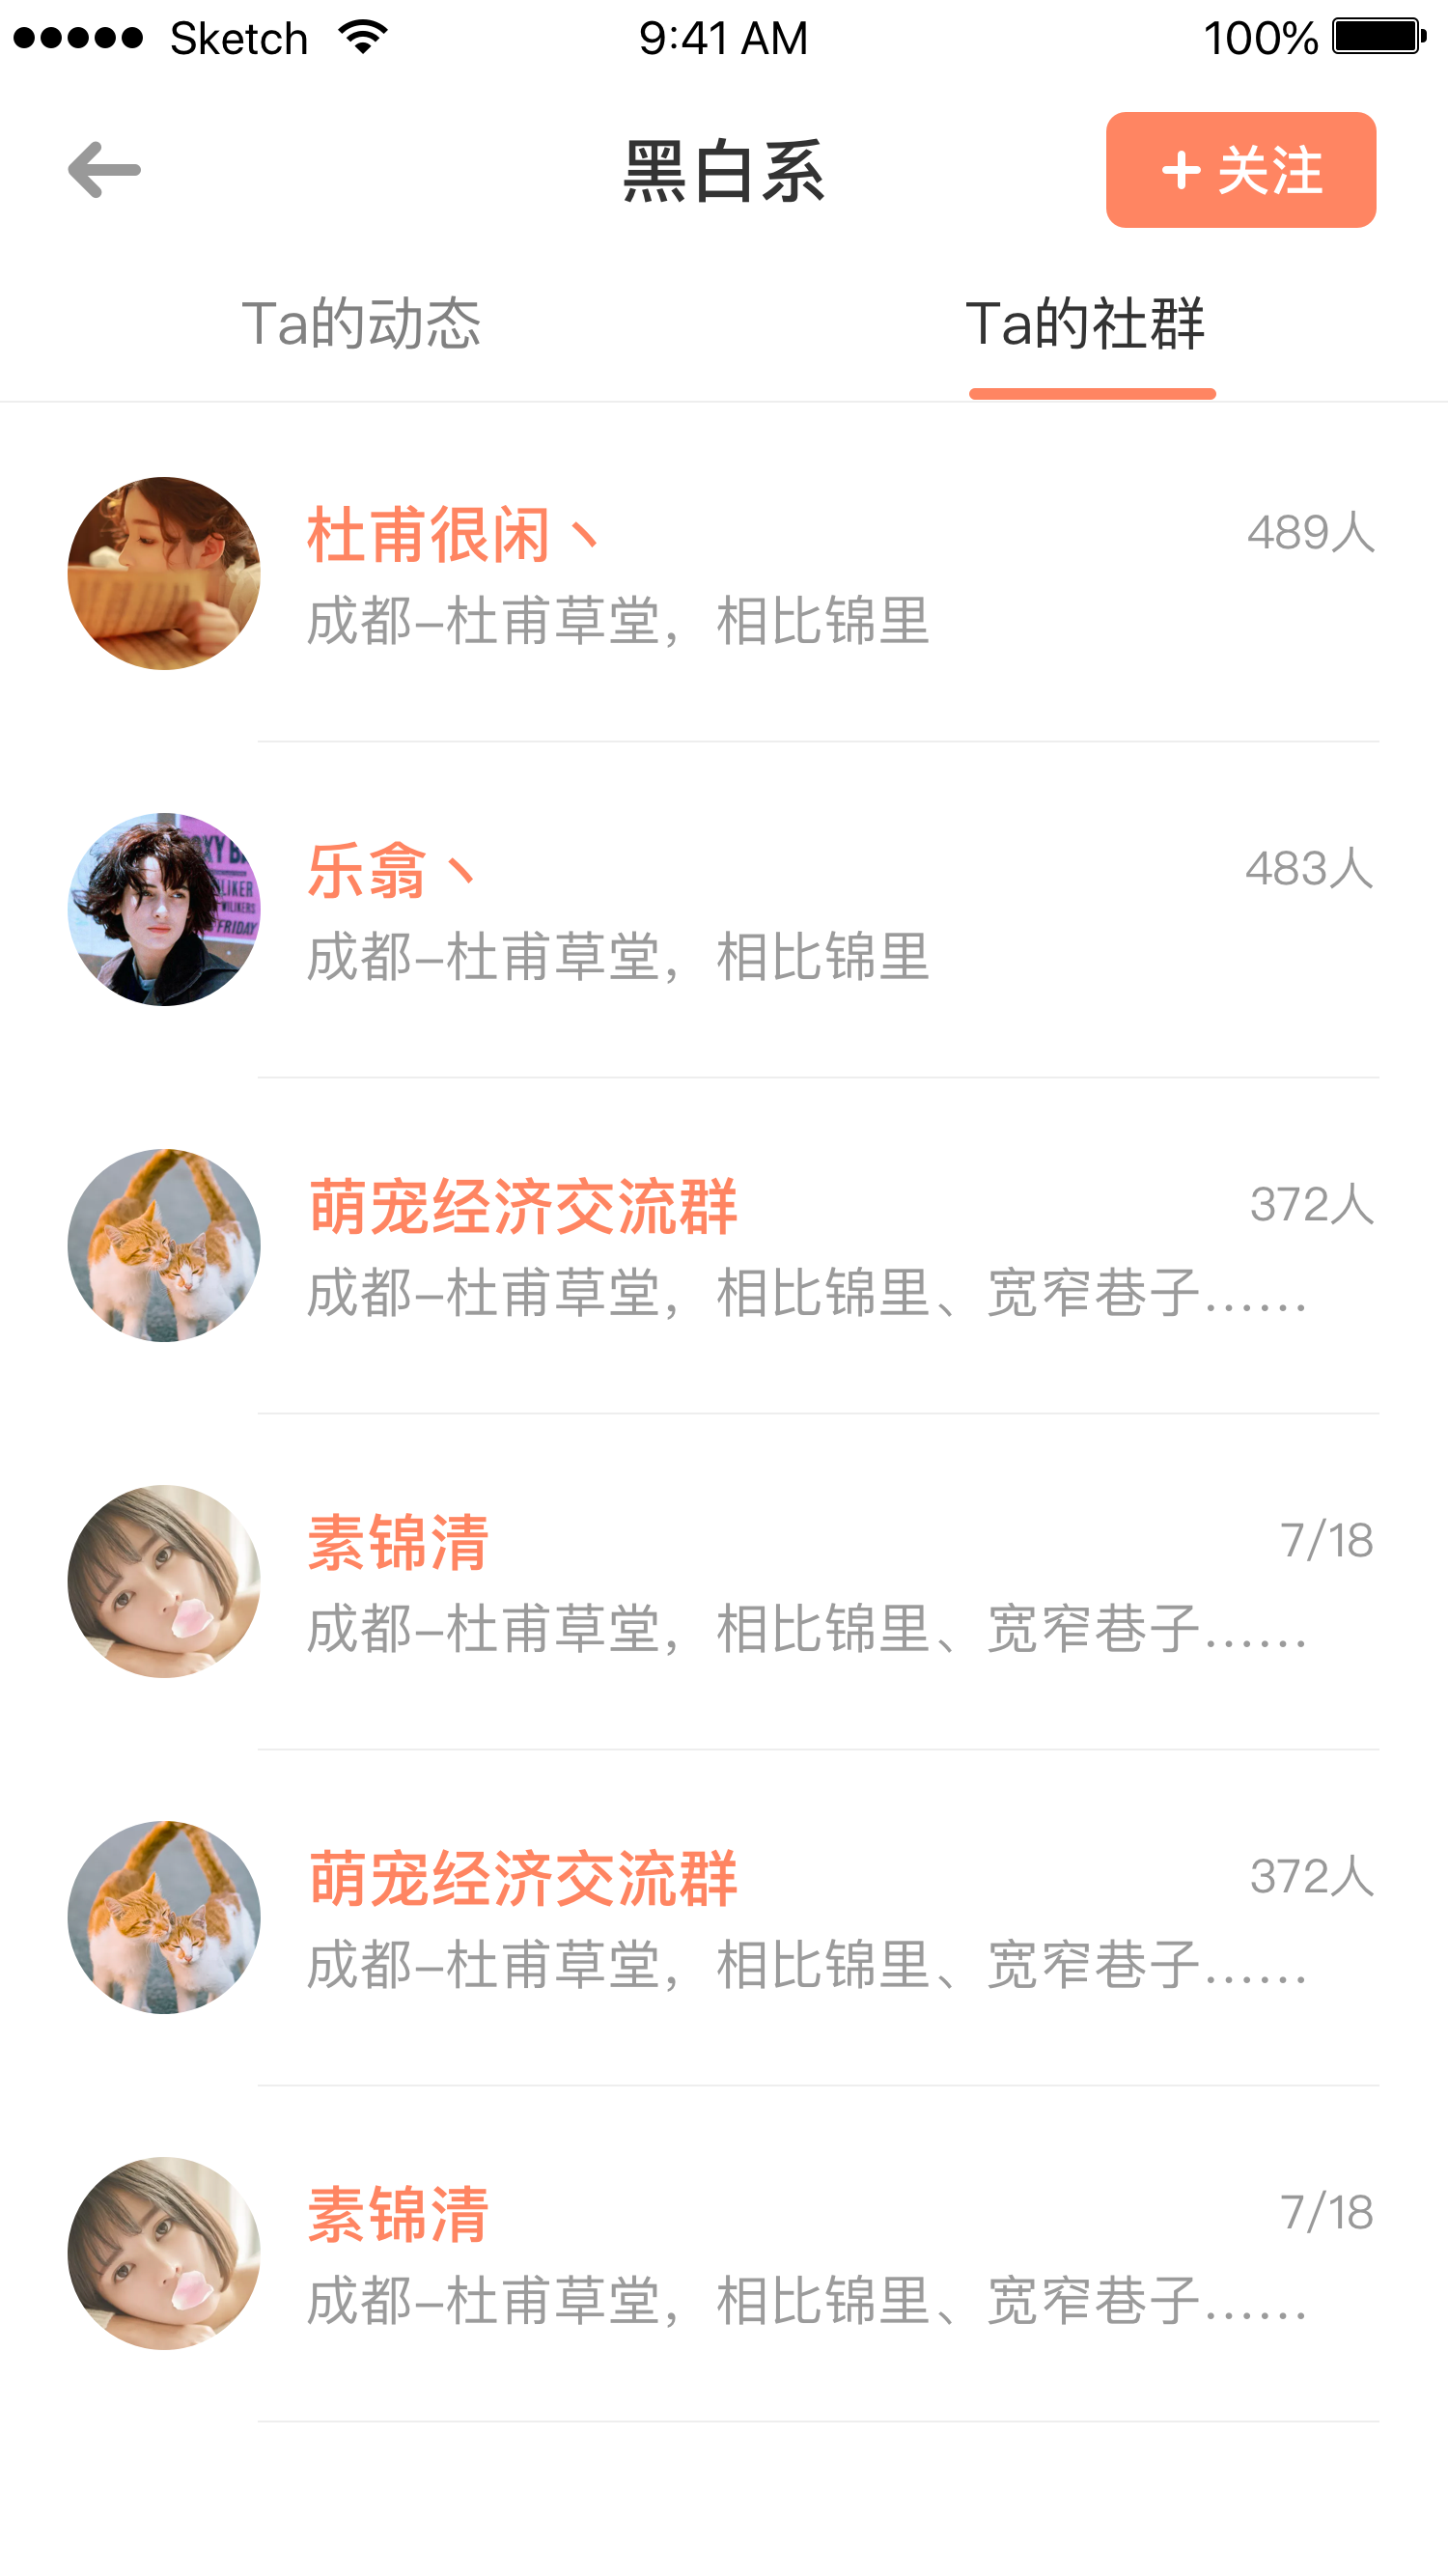 Sketch 9:41 AM 100%
黑白系
+ 关注
Ta的动态 Ta的社群
杜甫很闲丶 489人
成都–杜甫草堂，相比锦里
乐翕丶 483人
成都–杜甫草堂，相比锦里
萌宠经济交流群 372人
成都–杜甫草堂，相比锦里、宽窄巷子……
素锦清 7/18
成都–杜甫草堂，相比锦里、宽窄巷子……
萌宠经济交流群 372人
成都–杜甫草堂，相比锦里、宽窄巷子……
素锦清 7/18
成都–杜甫草堂，相比锦里、宽窄巷子……